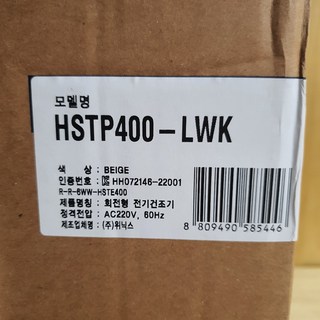 모델명
HSTP400-LWK
색 상 : BEIGE
인증번호 : HH072146-22001
R-R-6WW-HSTE400
제품명칭 : 회전형 전기건조기
정격전압 : AC220V, 60Hz
제조업체명 : (주)위닉스
8 809490 585446